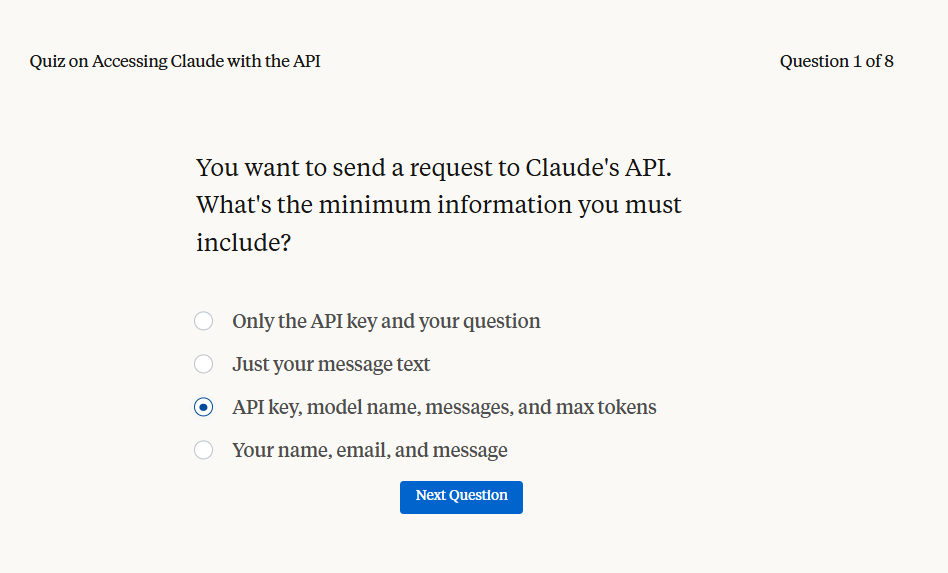 Quiz on Accessing Claude with the API
Question 1 of 8
You want to send a request to Claude's API.
What's the minimum information you must
include?
Only the API key and your question
Just your message text
API key, model name, messages, and max tokens
Your name, email, and message
Next Question